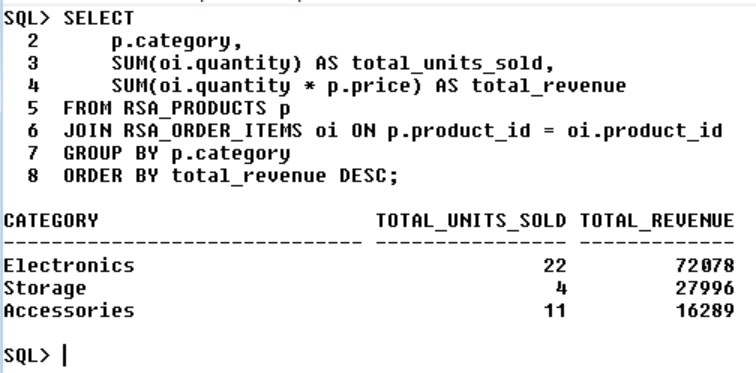 SQL> SELECT
  2      p.category,
  3      SUM(oi.quantity) AS total_units_sold,
  4      SUM(oi.quantity * p.price) AS total_revenue
  5  FROM RSA_PRODUCTS p
  6  JOIN RSA_ORDER_ITEMS oi ON p.product_id = oi.product_id
  7  GROUP BY p.category
  8  ORDER BY total_revenue DESC;
CATEGORY                       TOTAL_UNITS_SOLD TOTAL_REVENUE
------------------------------ ---------------- -------------
Electronics                                  22         72078
Storage                                       4         27996
Accessories                                  11         16289
SQL>